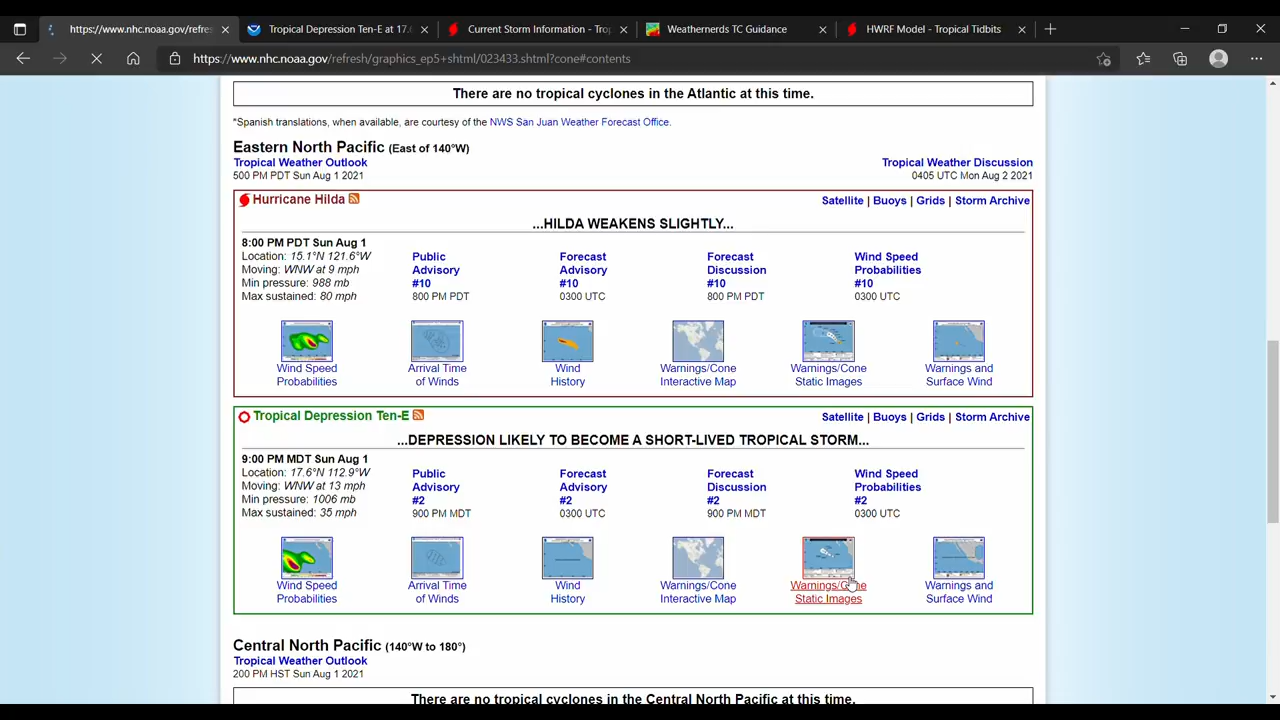 https://www.nhc.noaa.gov/refre
Tropical Depression Ten-E at 17.
Current Storm Information - Trop
Weathernerds TC Guidance
HWRF Model - Tropical Tidbits
https://www.nhc.noaa.gov/refresh/graphics_ep5+shtml/023433.shtml?cone#contents
There are no tropical cyclones in the Atlantic at this time.
*Spanish translations, when available, are courtesy of the NWS San Juan Weather Forecast Office.
Eastern North Pacific (East of 140°W)
Tropical Weather Outlook
Tropical Weather Discussion
500 PM PDT Sun Aug 1 2021
0405 UTC Mon Aug 2 2021
Hurricane Hilda
Satellite | Buoys | Grids | Storm Archive
...HILDA WEAKENS SLIGHTLY...
8:00 PM PDT Sun Aug 1
Location: 15.1°N 121.6°W
Moving: WNW at 9 mph
Min pressure: 988 mb
Max sustained: 80 mph
Public
Advisory
#10
800 PM PDT
Forecast
Advisory
#10
0300 UTC
Forecast
Discussion
#10
800 PM PDT
Wind Speed
Probabilities
#10
0300 UTC
Wind Speed
Probabilities
Arrival Time
of Winds
Wind
History
Warnings/Cone
Interactive Map
Warnings/Cone
Static Images
Warnings and
Surface Wind
Tropical Depression Ten-E
Satellite | Buoys | Grids | Storm Archive
...DEPRESSION LIKELY TO BECOME A SHORT-LIVED TROPICAL STORM...
9:00 PM MDT Sun Aug 1
Location: 17.6°N 112.9°W
Moving: WNW at 13 mph
Min pressure: 1006 mb
Max sustained: 35 mph
Public
Advisory
#2
900 PM MDT
Forecast
Advisory
#2
0300 UTC
Forecast
Discussion
#2
900 PM MDT
Wind Speed
Probabilities
#2
0300 UTC
Wind Speed
Probabilities
Arrival Time
of Winds
Wind
History
Warnings/Cone
Interactive Map
Warnings/Cone
Static Images
Warnings and
Surface Wind
Central North Pacific (140°W to 180°)
Tropical Weather Outlook
200 PM HST Sun Aug 1 2021
There are no tropical cyclones in the Central North Pacific at this time.